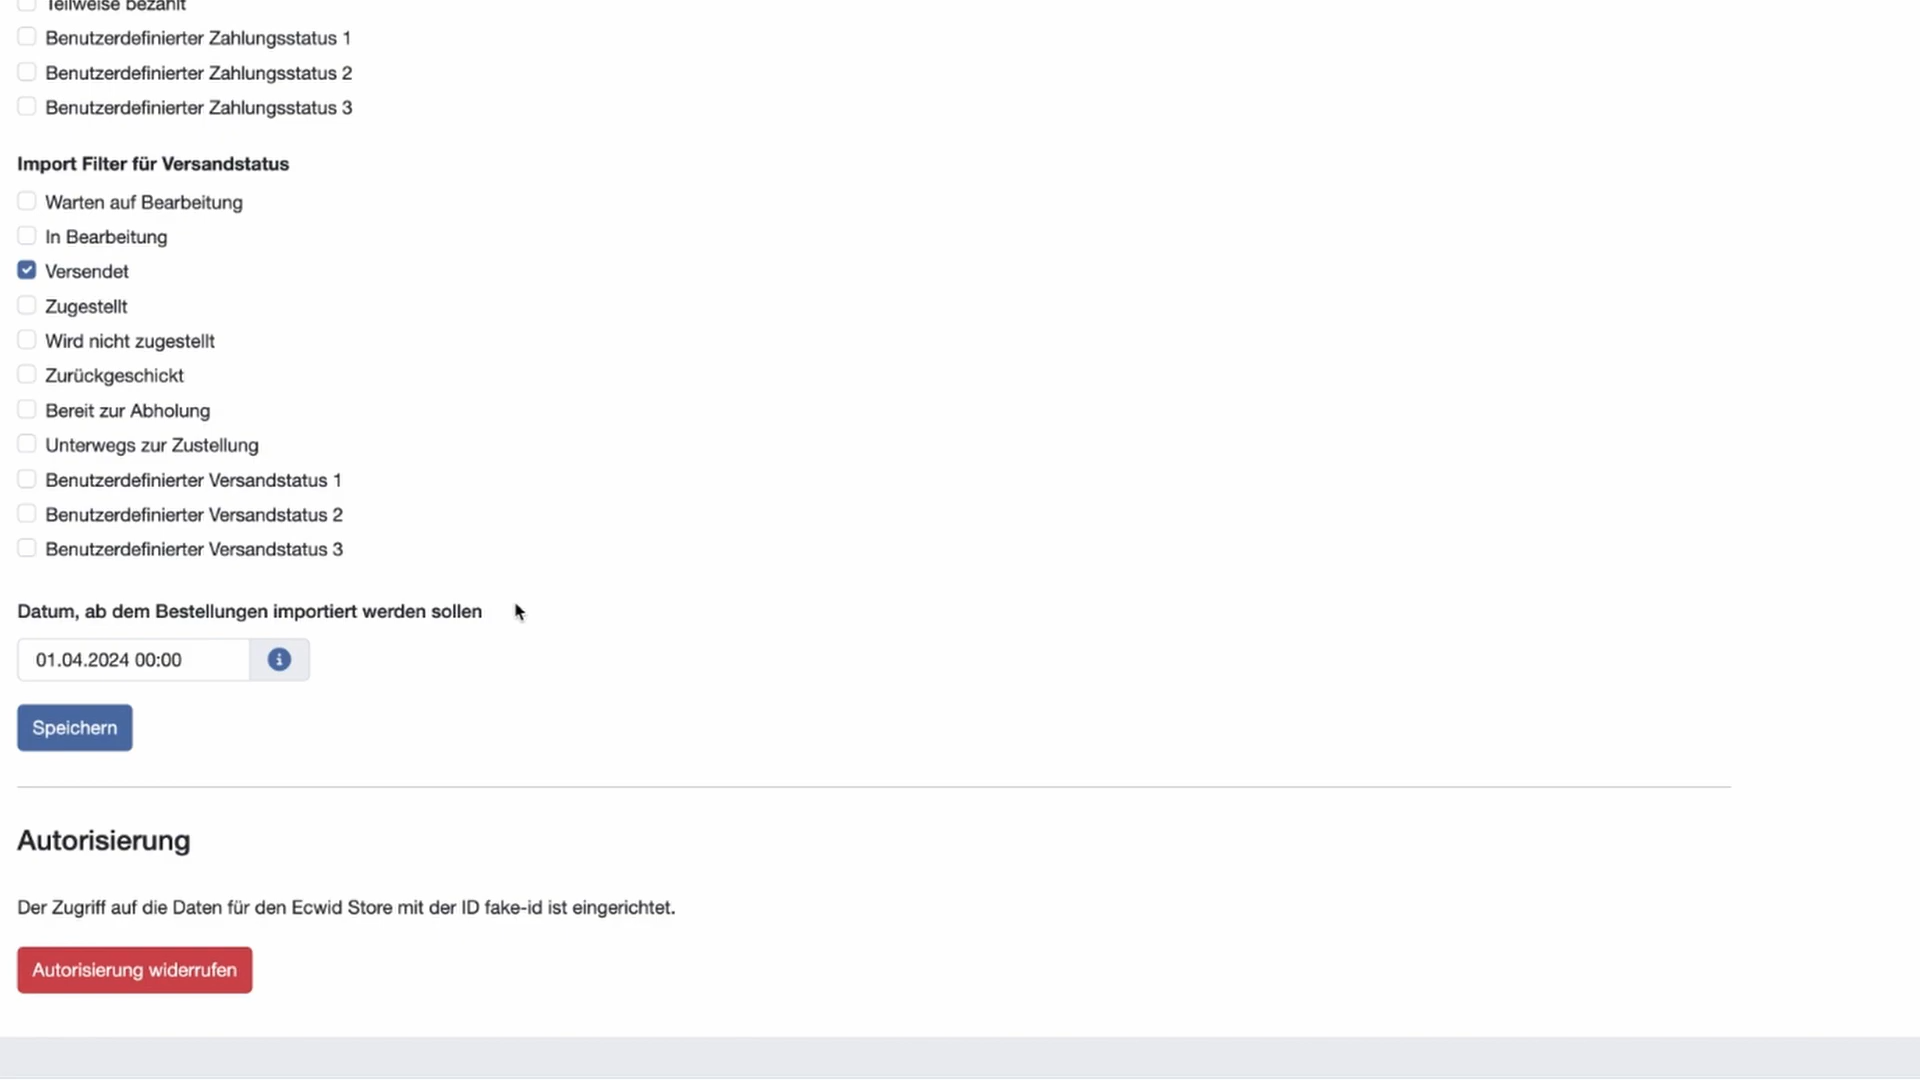 Teilweise bezahlt
Benutzerdefinierter Zahlungsstatus 1
Benutzerdefinierter Zahlungsstatus 2
Benutzerdefinierter Zahlungsstatus 3
Import Filter für Versandstatus
Warten auf Bearbeitung
In Bearbeitung
Versendet
Zugestellt
Wird nicht zugestellt
Zurückgeschickt
Bereit zur Abholung
Unterwegs zur Zustellung
Benutzerdefinierter Versandstatus 1
Benutzerdefinierter Versandstatus 2
Benutzerdefinierter Versandstatus 3
Datum, ab dem Bestellungen importiert werden sollen
01.04.2024 00:00
Speichern
Autorisierung
Der Zugriff auf die Daten für den Ecwid Store mit der ID fake-id ist eingerichtet.
Autorisierung widerrufen